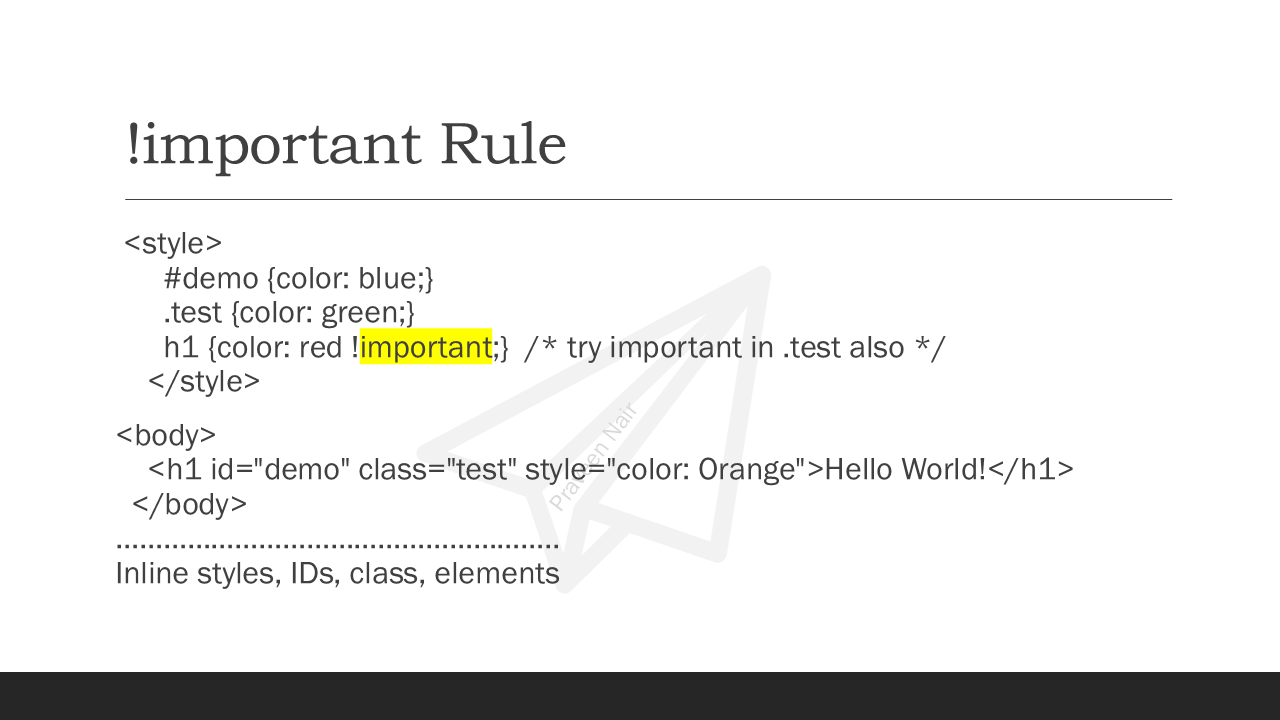 !important Rule
<style>
#demo {color: blue;}
.test {color: green;}
h1 {color: red !important;}  /* try important in .test also */
</style>
<body>
<h1 id="demo" class="test" style="color: Orange">Hello World!</h1>
</body>
........................................................
Inline styles, IDs, class, elements
Nair